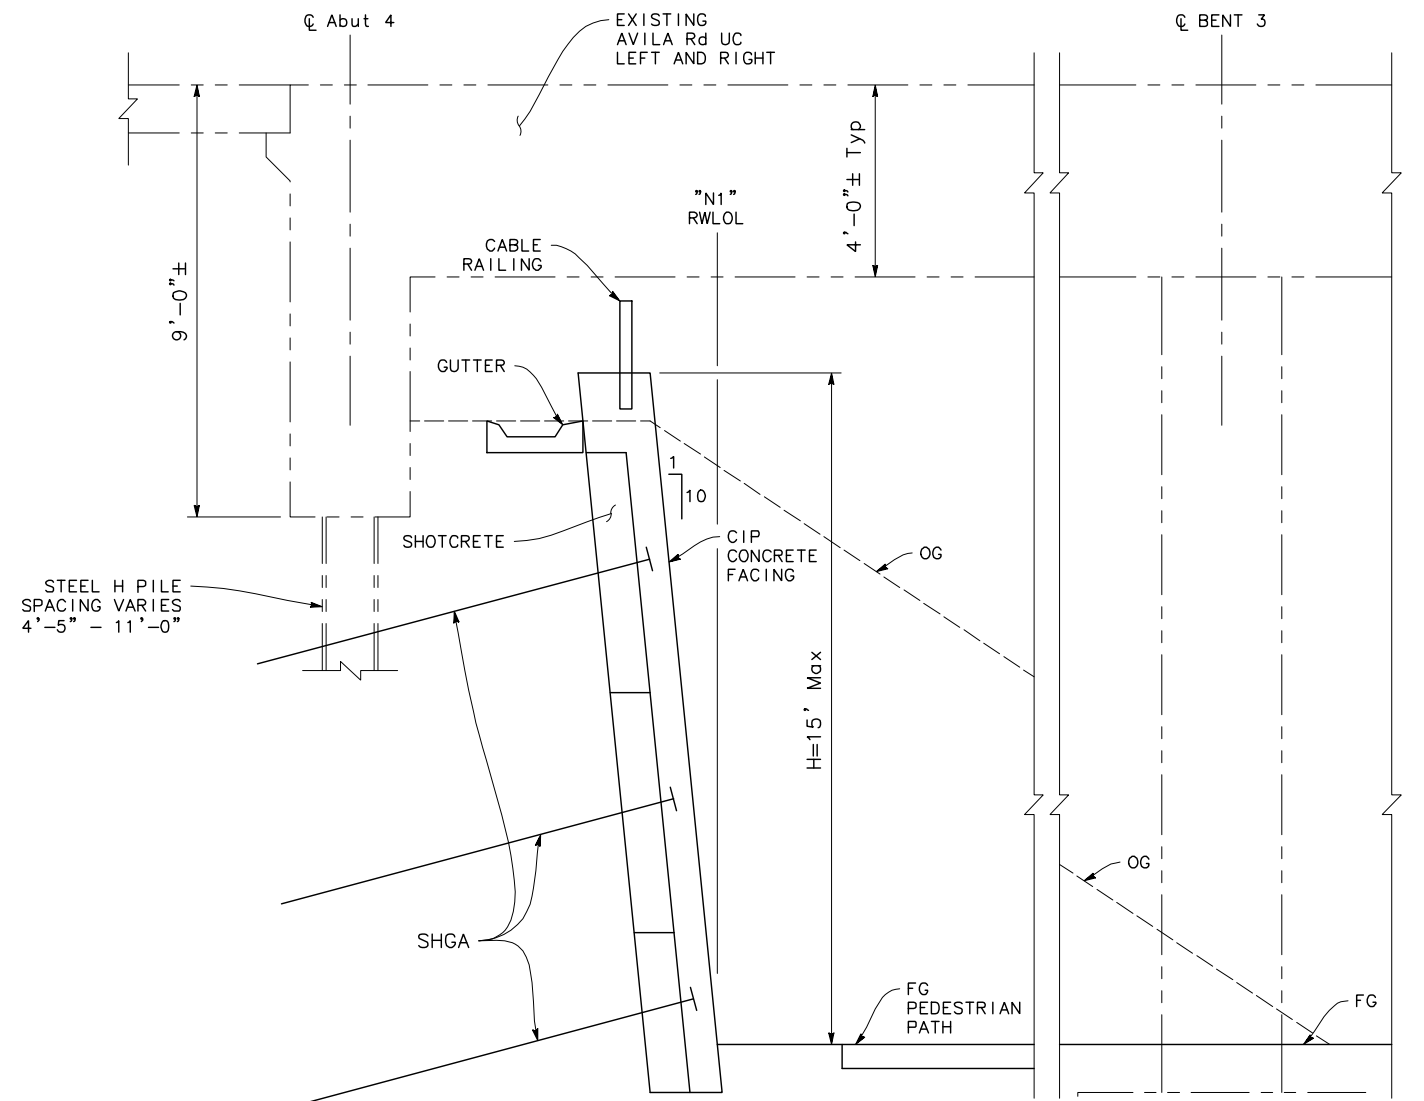 ℄ Abut 4
EXISTING
AVILA Rd UC
LEFT AND RIGHT
℄ BENT 3
4'-0"± Typ
"N1"
RWLOL
CABLE
RAILING
9'-0"±
GUTTER
1
10
SHOTCRETE
CIP
CONCRETE
FACING
OG
STEEL H PILE
SPACING VARIES
4'-5" - 11'-0"
H=15' Max
OG
SHGA
FG
PEDESTRIAN
PATH
FG